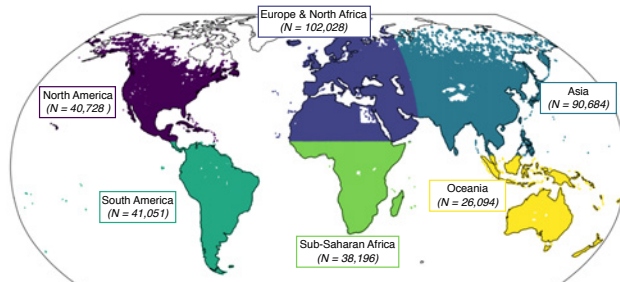 Europe & North Africa
(N = 102,028)
North America
(N = 40,728 )
Asia
(N = 90,684)
South America
(N = 41,051)
Oceania
(N = 26,094)
Sub-Saharan Africa
(N = 38,196)